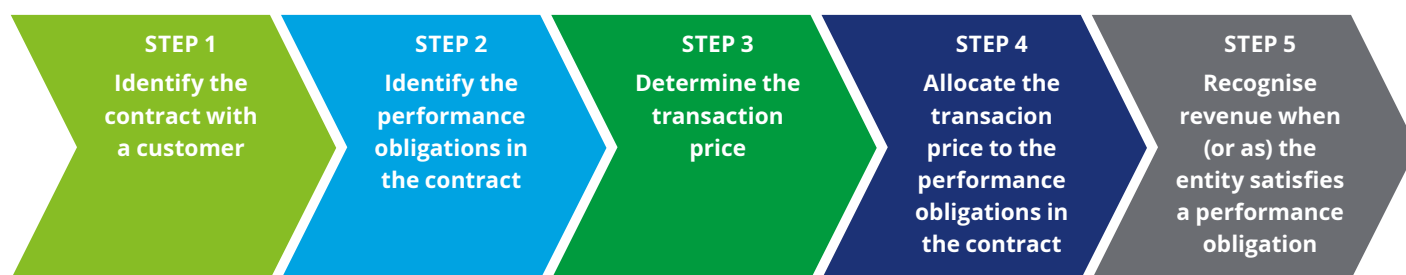 STEP 1
Identify the
contract with
a customer
STEP 2
Identify the
performance
obligations in
the contract
STEP 3
Determine the
transaction
price
STEP 4
Allocate the
transacion
price to the
performance
obligations in
the contract
STEP 5
Recognise
revenue when
(or as) the
entity satisfies
a performance
obligation